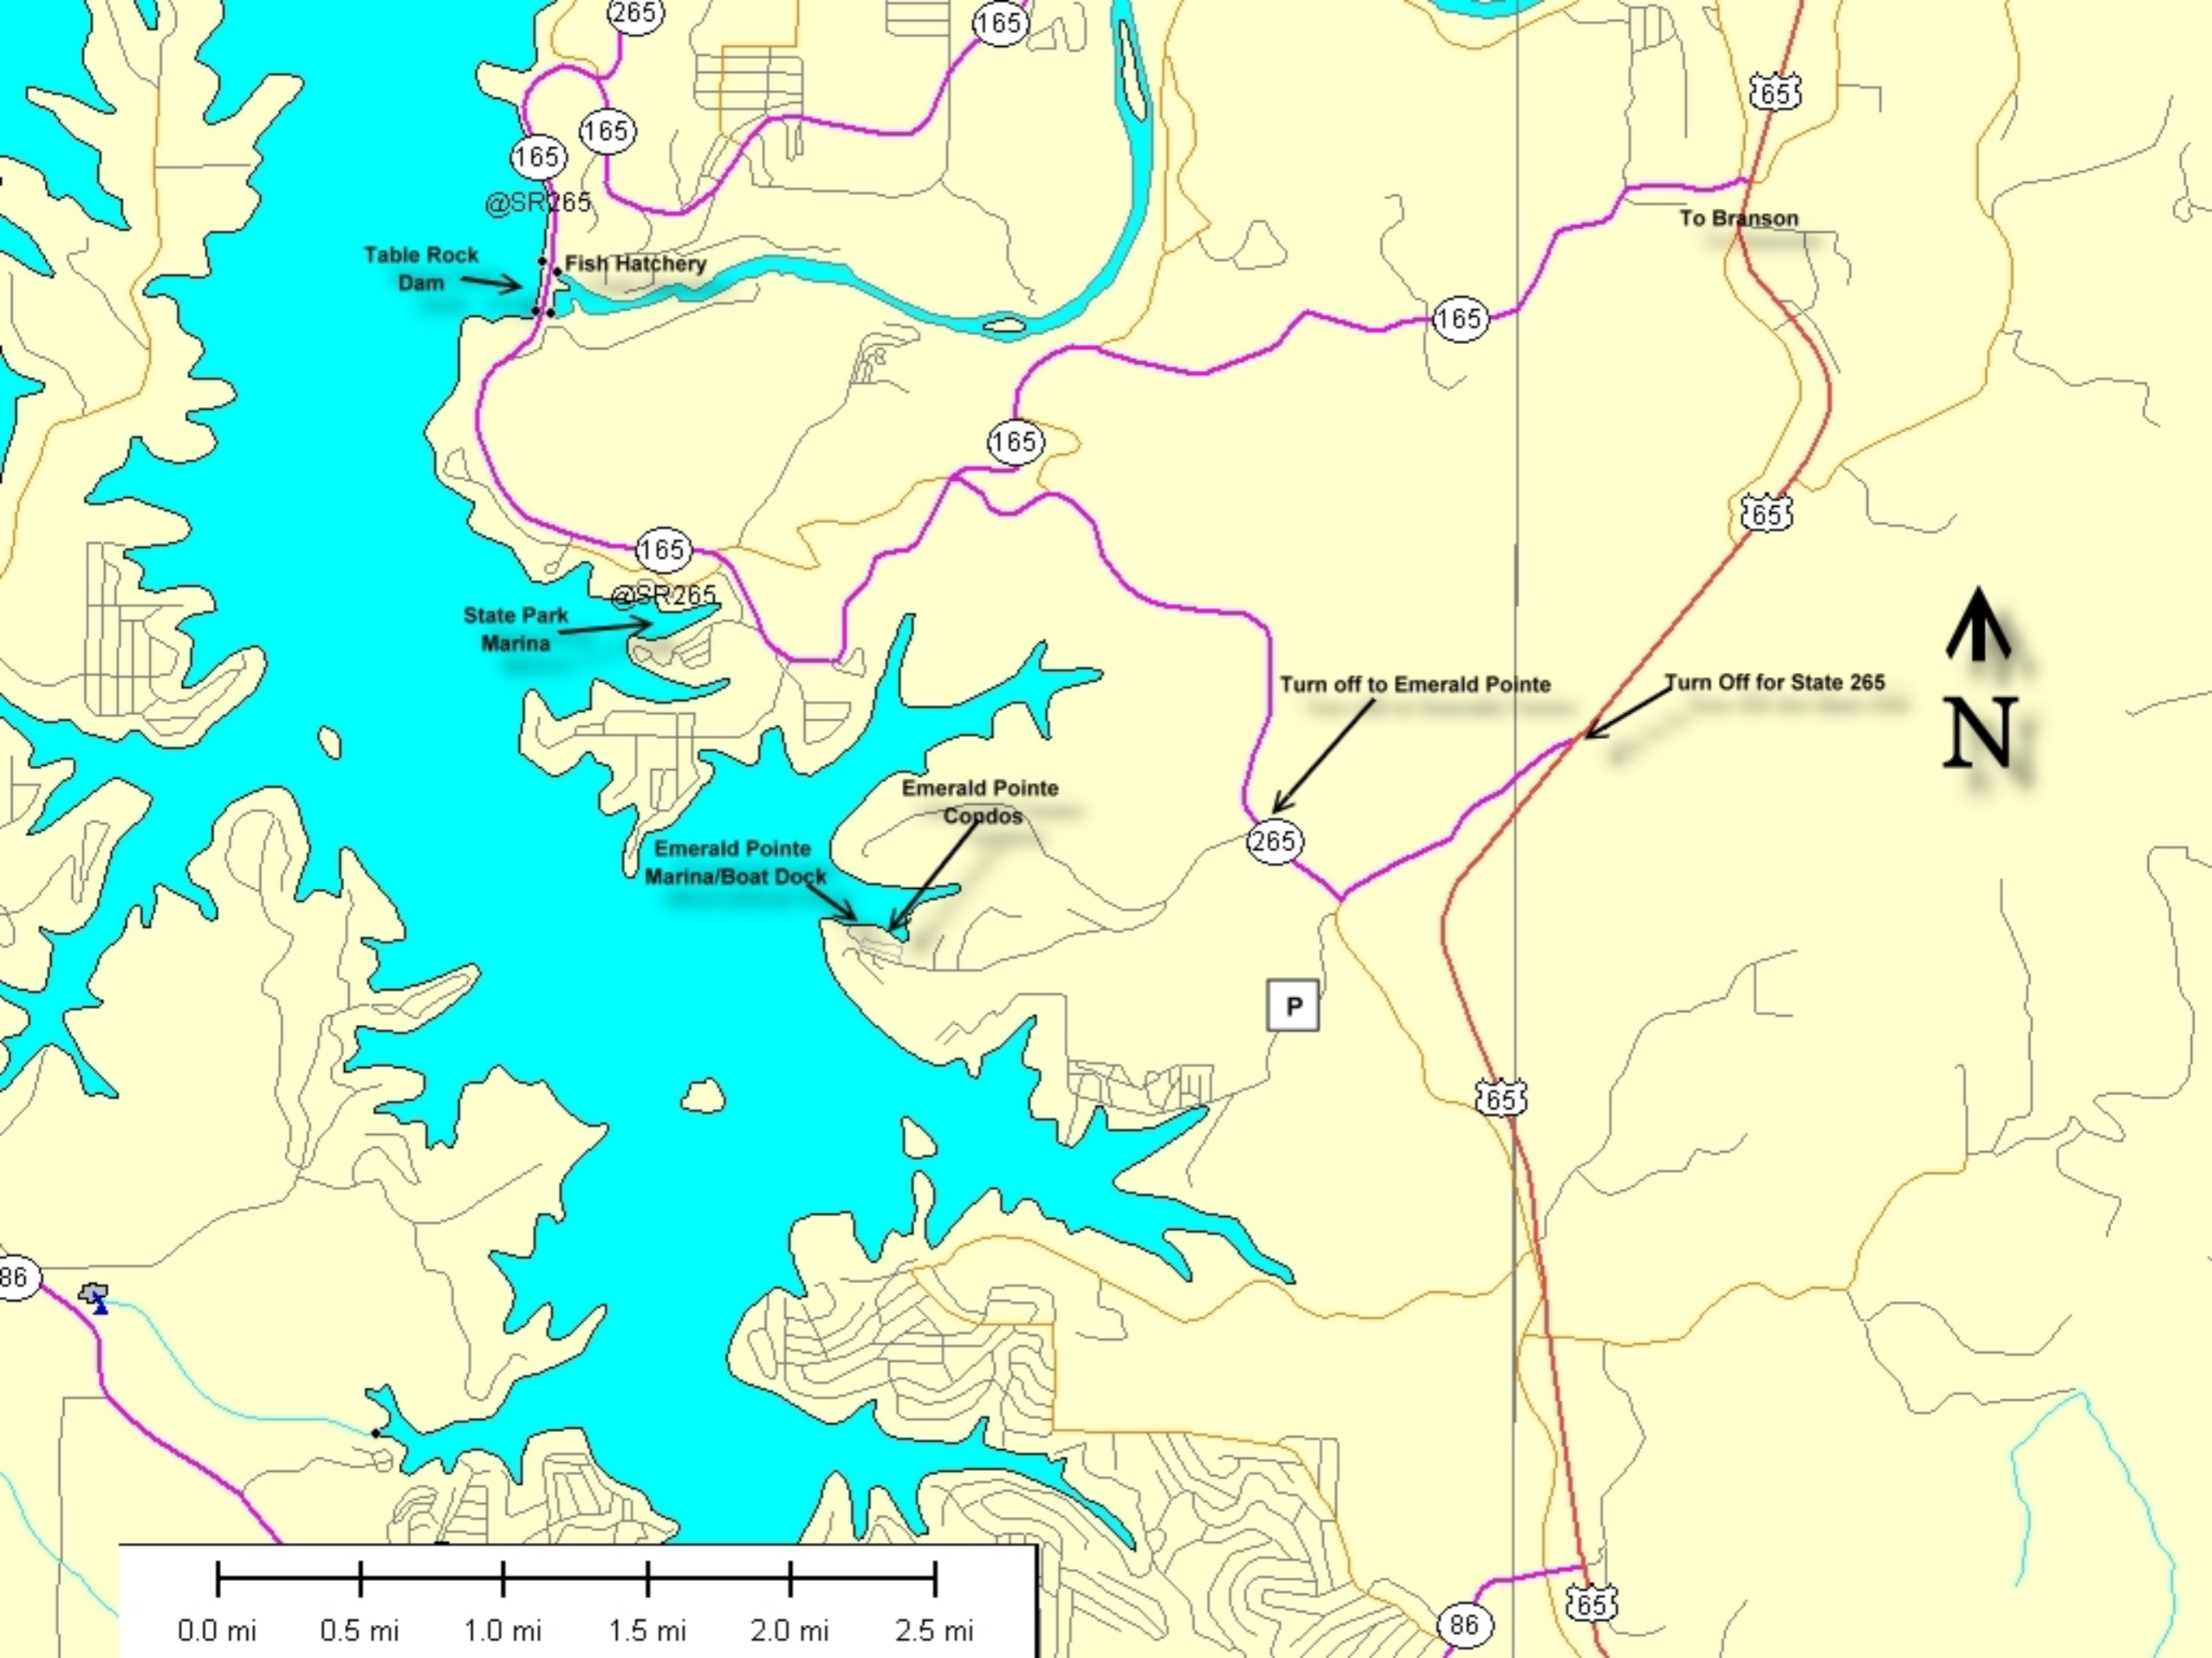 265
165
65
165
165
@SR265
To Branson
Table Rock
Dam
Fish Hatchery
165
165
65
165
@SR265
State Park
Marina
Turn off to Emerald Pointe
Turn Off for State 265
N
Emerald Pointe
Condos
265
Emerald Pointe
Marina/Boat Dock
P
65
86
65
86
0.0 mi 0.5 mi 1.0 mi 1.5 mi 2.0 mi 2.5 mi